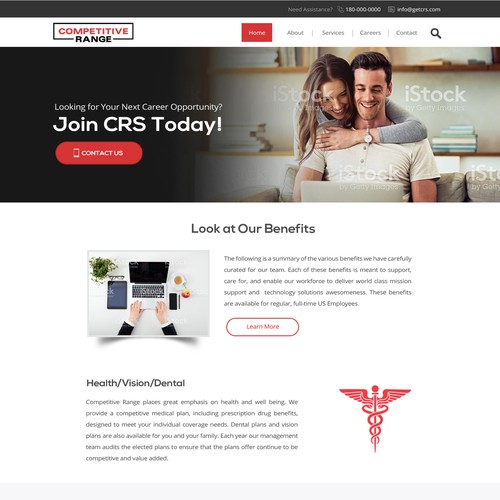 Need Assistance? 180-000-0000 info@getcrs.com
COMPETITIVE
RANGE
Home About Services Careers Contact
Looking for Your Next Career Opportunity?
Join CRS Today!
CONTACT US
iStock
by Getty Images
iStock
by Getty Images
iStock
by Getty Images
Look at Our Benefits
The following is a summary of the various benefits we have carefully
curated for our team. Each of these benefits is meant to support,
care for, and enable our workforce to deliver world class mission
support and technology solutions awesomeness. These benefits
are available for regular, full-time US Employees.
Learn More
Health/Vision/Dental
Competitive Range places great emphasis on health and well being. We
provide a competitive medical plan, including prescription drug benefits,
designed to meet your individual coverage needs. Dental plans and vision
plans are also available for you and your family. Each year our management
team audits the elected plans to ensure that the plans offer continue to be
competitive and value added.